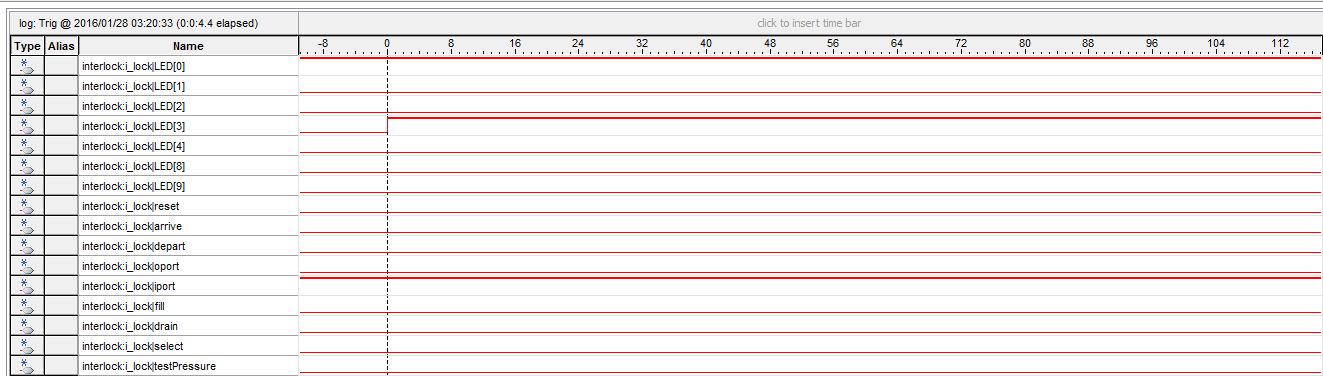 log: Trig @ 2016/01/28 03:20:33 (0:0:4.4 elapsed) click to insert time bar
Type Alias Name -8 0 8 16 24 32 40 48 56 64 72 80 88 96 104 112
interlock:i_lock|LED[0]
interlock:i_lock|LED[1]
interlock:i_lock|LED[2]
interlock:i_lock|LED[3]
interlock:i_lock|LED[4]
interlock:i_lock|LED[8]
interlock:i_lock|LED[9]
interlock:i_lock|reset
interlock:i_lock|arrive
interlock:i_lock|depart
interlock:i_lock|oport
interlock:i_lock|iport
interlock:i_lock|fill
interlock:i_lock|drain
interlock:i_lock|select
interlock:i_lock|testPressure